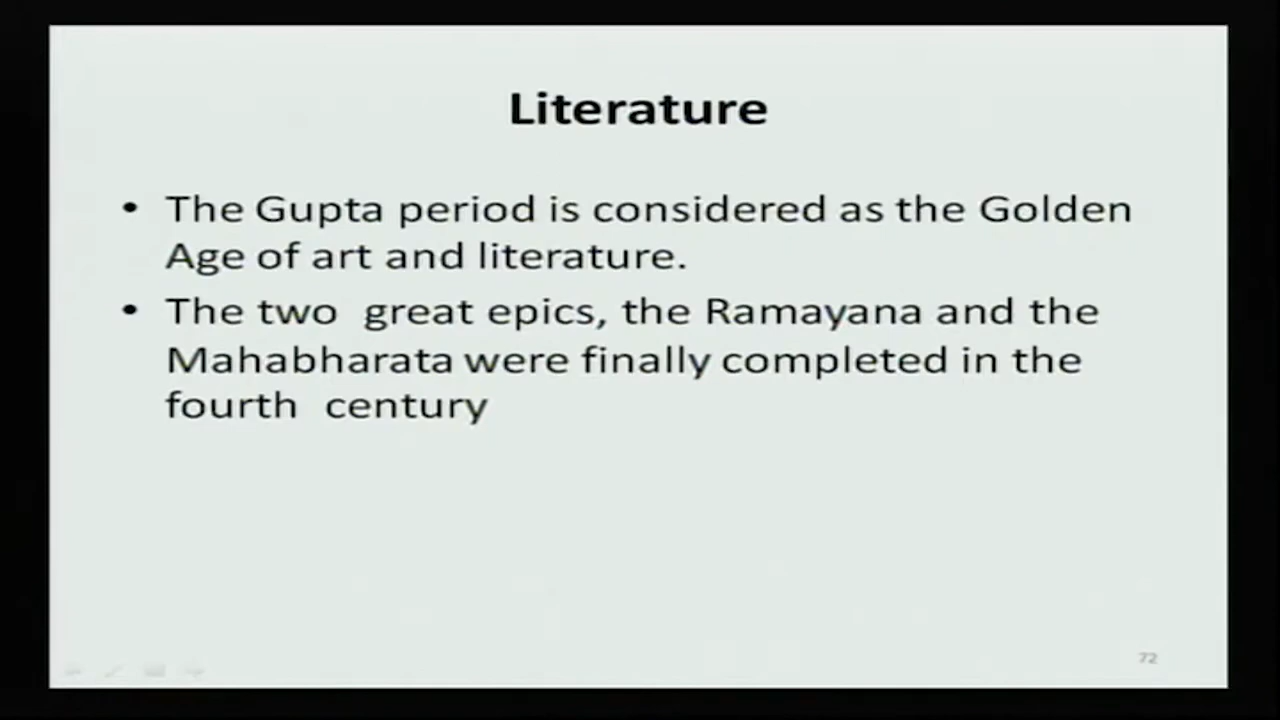 Literature
• The Gupta period is considered as the Golden
Age of art and literature.
• The two great epics, the Ramayana and the
Mahabharata were finally completed in the
fourth century
72